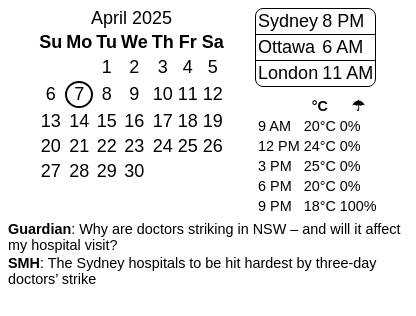 April 2025
Su Mo Tu We Th Fr Sa
1 2 3 4 5
6 7 8 9 10 11 12
13 14 15 16 17 18 19
20 21 22 23 24 25 26
27 28 29 30
Sydney 8 PM
Ottawa 6 AM
London 11 AM
°C ☂
9 AM 20°C 0%
12 PM 24°C 0%
3 PM 25°C 0%
6 PM 20°C 0%
9 PM 18°C 100%
Guardian: Why are doctors striking in NSW – and will it affect
my hospital visit?
SMH: The Sydney hospitals to be hit hardest by three-day
doctors’ strike